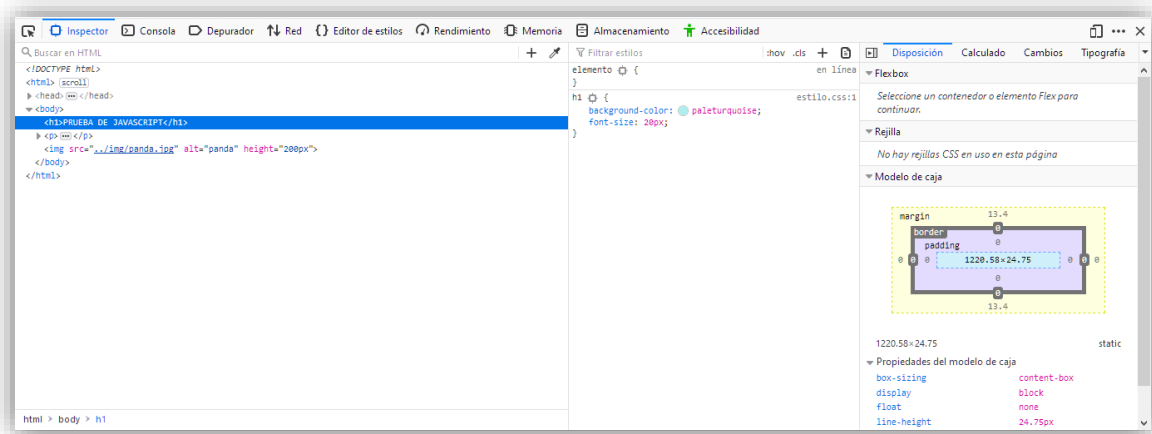 Inspector Consola Depurador Red Editor de estilos Rendimiento Memoria Almacenamiento Accesibilidad
Buscar en HTML
<!DOCTYPE html>
<html> scroll
<head> ••• </head>
<body>
<h1>PRUEBA DE JAVASCRIPT</h1>
<p> ••• </p>
<img src="../img/panda.jpg" alt="panda" height="200px">
</body>
</html>
html > body > h1
Filtrar estilos :hov .cls
elemento { en línea
}
h1 { estilo.css:1
background-color: paleturquoise;
font-size: 20px;
}
Disposición Calculado Cambios Tipografía
Flexbox
Seleccione un contenedor o elemento Flex para
continuar.
Rejilla
No hay rejillas CSS en uso en esta página
Modelo de caja
margin 13.4
border 0
padding 0
0 0 0 1220.58×24.75 0 0 0
0
0
13.4
1220.58×24.75 static
Propiedades del modelo de caja
box-sizing content-box
display block
float none
line-height 24.75px